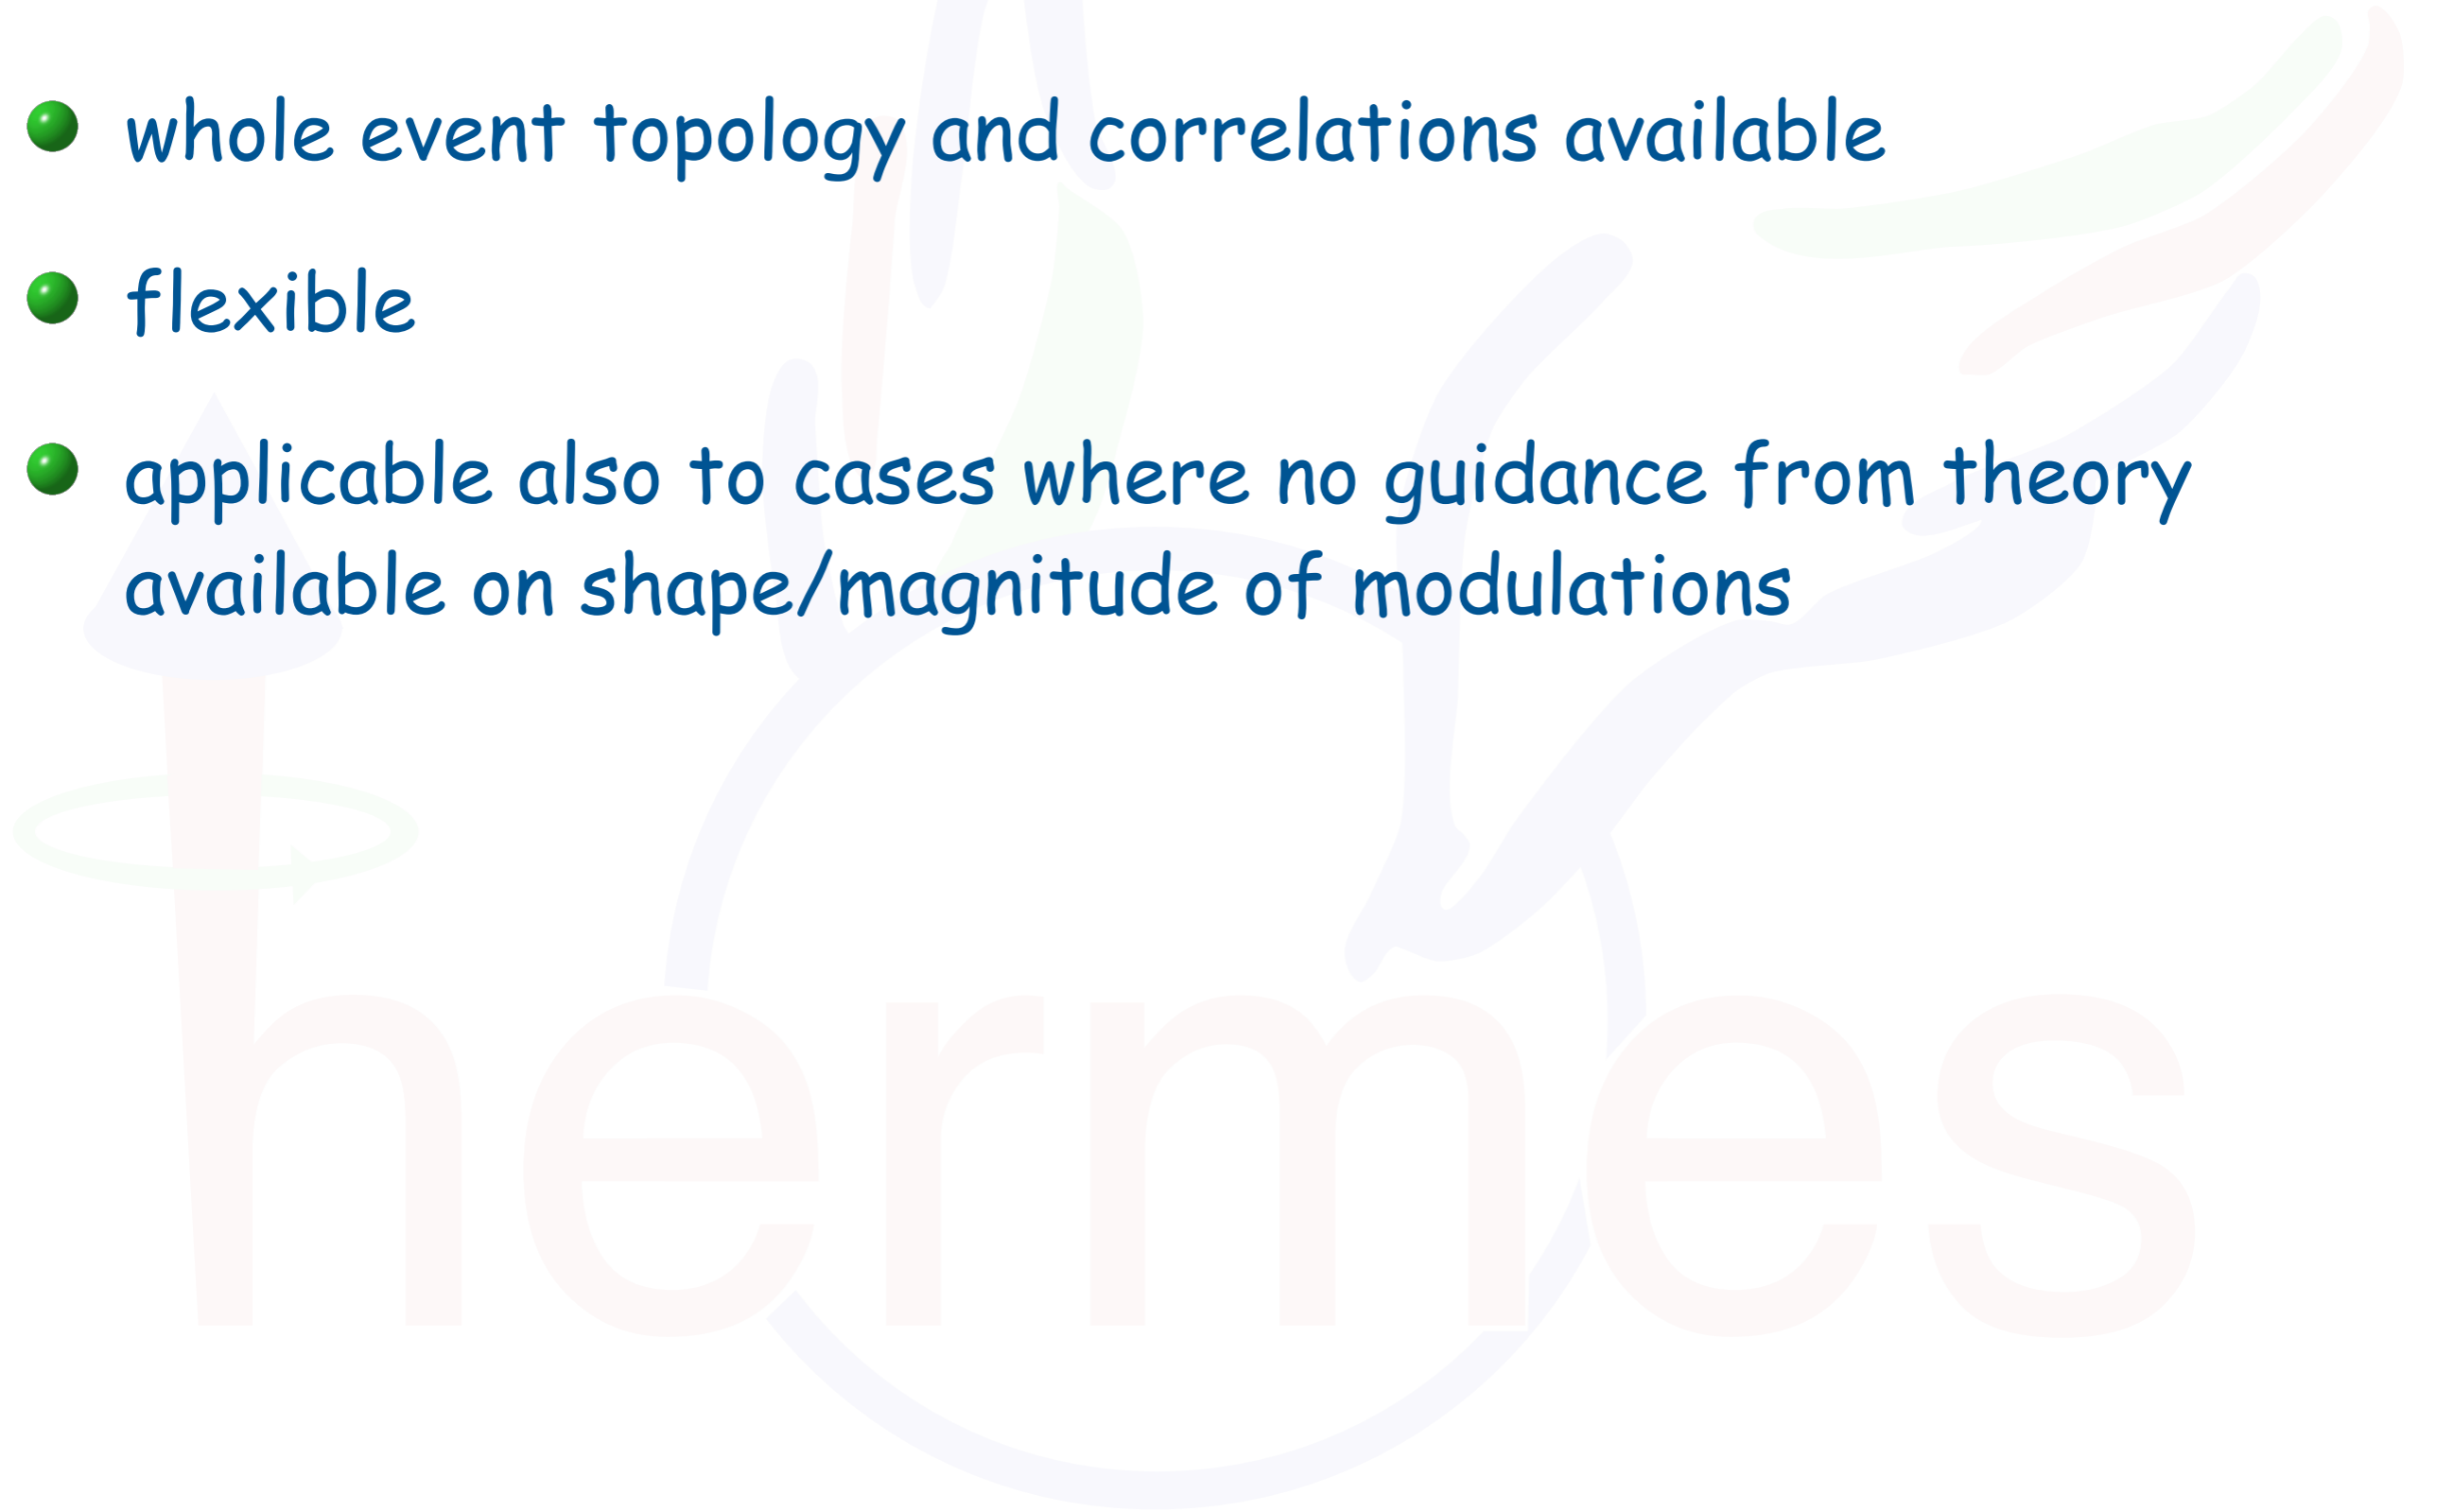 whole event topology and correlations available
flexible
applicable also to cases where no guidance from theory
available on shape/magnitude of modulations
hermes